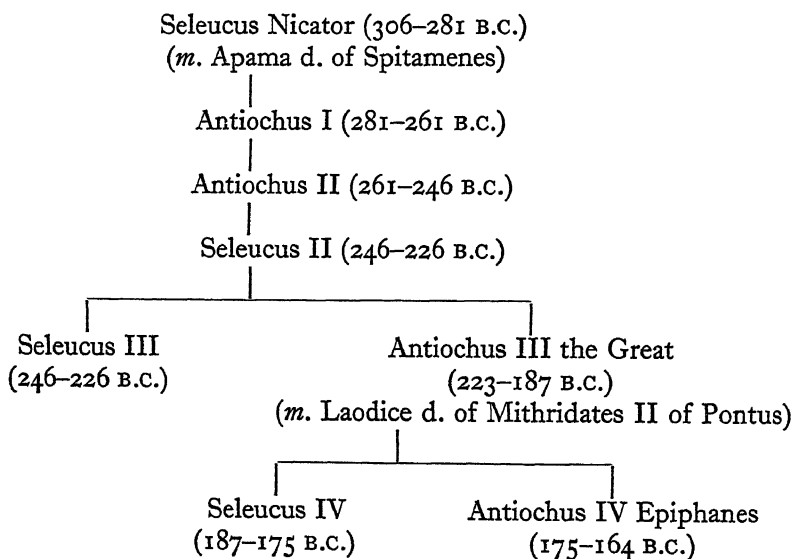 Seleucus Nicator (306–281 B.C.)
(m. Apama d. of Spitamenes)
Antiochus I (281–261 B.C.)
Antiochus II (261–246 B.C.)
Seleucus II (246–226 B.C.)
Seleucus III
(246–226 B.C.)
Antiochus III the Great
(223–187 B.C.)
(m. Laodice d. of Mithridates II of Pontus)
Seleucus IV
(187–175 B.C.)
Antiochus IV Epiphanes
(175–164 B.C.)